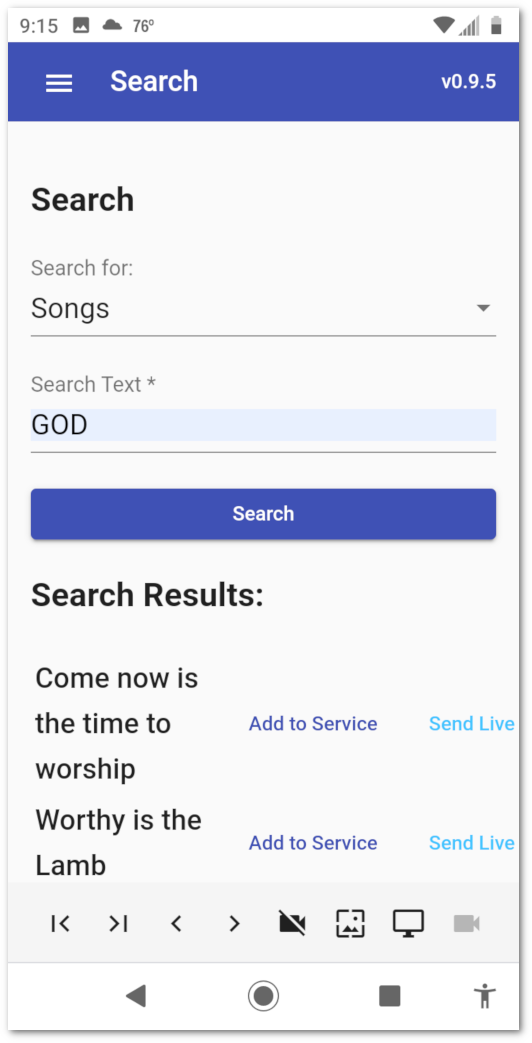 9:15 76°
Search v0.9.5
Search
Search for:
Songs
Search Text *
GOD
Search
Search Results:
Come now is
the time to
worship
Add to Service Send Live
Worthy is the
Lamb
Add to Service Send Live